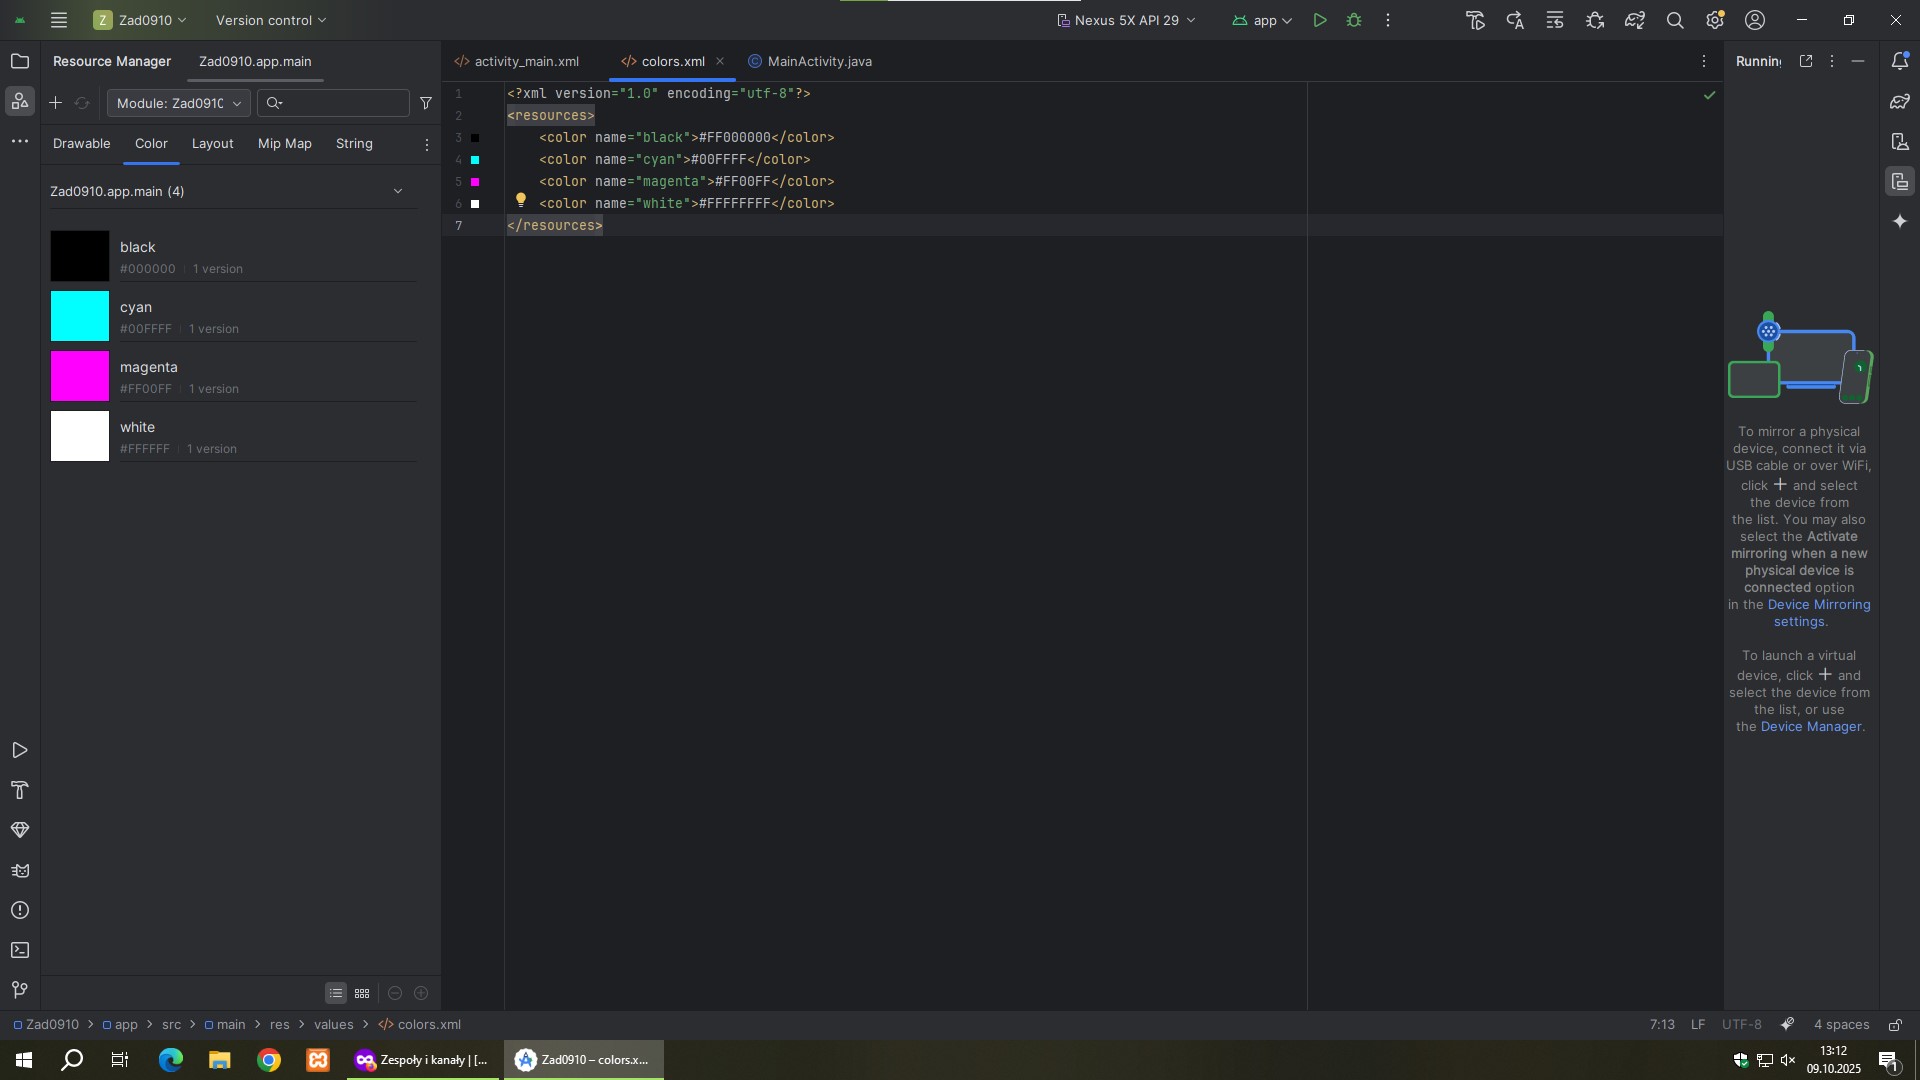 Z Zad0910
Version control
Nexus 5X API 29
app
Resource Manager
Zad0910.app.main
Module: Zad0910
Drawable
Color
Layout
Mip Map
String
Zad0910.app.main (4)
black
#000000
1 version
cyan
#00FFFF
1 version
magenta
#FF00FF
1 version
white
#FFFFFF
1 version
activity_main.xml
colors.xml
MainActivity.java
1 <?xml version="1.0" encoding="utf-8"?>
2 <resources>
3 <color name="black">#FF000000</color>
4 <color name="cyan">#00FFFF</color>
5 <color name="magenta">#FF00FF</color>
6 <color name="white">#FFFFFFFF</color>
7 </resources>
Running
To mirror a physical
device, connect it via
USB cable or over WiFi,
click + and select
the device from
the list. You may also
select the Activate
mirroring when a new
physical device is
connected option
in the Device Mirroring
settings.
To launch a virtual
device, click + and
select the device from
the list, or use
the Device Manager.
Zad0910 > app > src > main > res > values > colors.xml
7:13
LF
UTF-8
4 spaces
Zespoły i kanały | [...
Zad0910 – colors.x...
13:12
09.10.2025
1